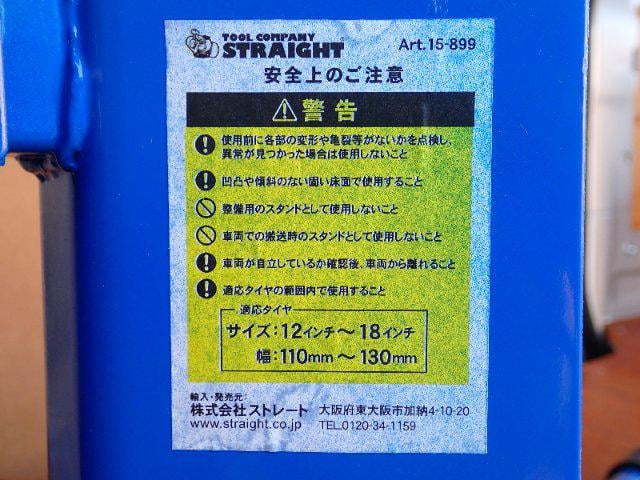 TOOL COMPANY
STRAIGHT
Art.15-899
安全上のご注意
警告
使用前に各部の変形や亀裂等がないかを点検し、
異常が見つかった場合は使用しないこと
凹凸や傾斜のない固い床面で使用すること
整備用のスタンドとして使用しないこと
車両での搬送時のスタンドとして使用しないこと
車両が自立しているか確認後、車両から離れること
適応タイヤの範囲内で使用すること
適応タイヤ
サイズ:12インチ〜18インチ
幅:110mm〜130mm
輸入・発売元:
株式会社ストレート 大阪府東大阪市加納4-10-20
www.straight.co.jp TEL.0120-34-1159